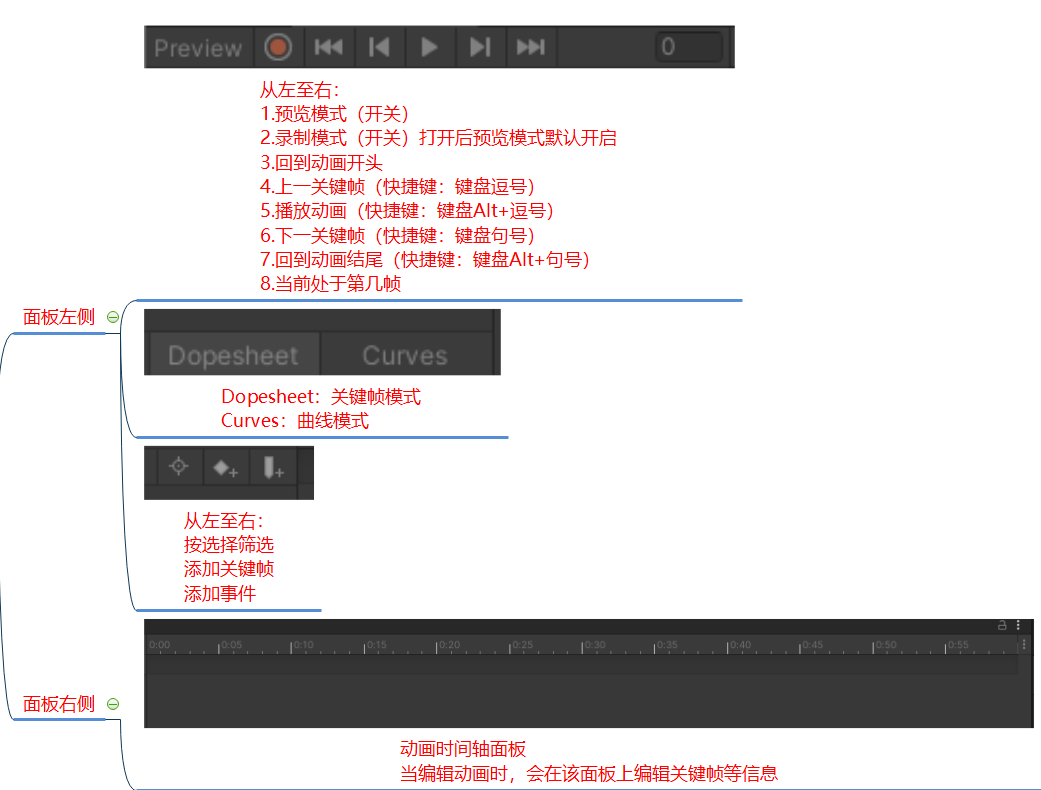 Preview
0
从左至右：
1.预览模式（开关）
2.录制模式（开关）打开后预览模式默认开启
3.回到动画开头
4.上一关键帧（快捷键：键盘逗号）
5.播放动画（快捷键：键盘Alt+逗号）
6.下一关键帧（快捷键：键盘句号）
7.回到动画结尾（快捷键：键盘Alt+句号）
8.当前处于第几帧
面板左侧
Dopesheet Curves
Dopesheet：关键帧模式
Curves：曲线模式
从左至右：
按选择筛选
添加关键帧
添加事件
0:00 0:05 0:10 0:15 0:20 0:25 0:30 0:35 0:40 0:45 0:50 0:55
面板右侧
动画时间轴面板
当编辑动画时，会在该面板上编辑关键帧等信息